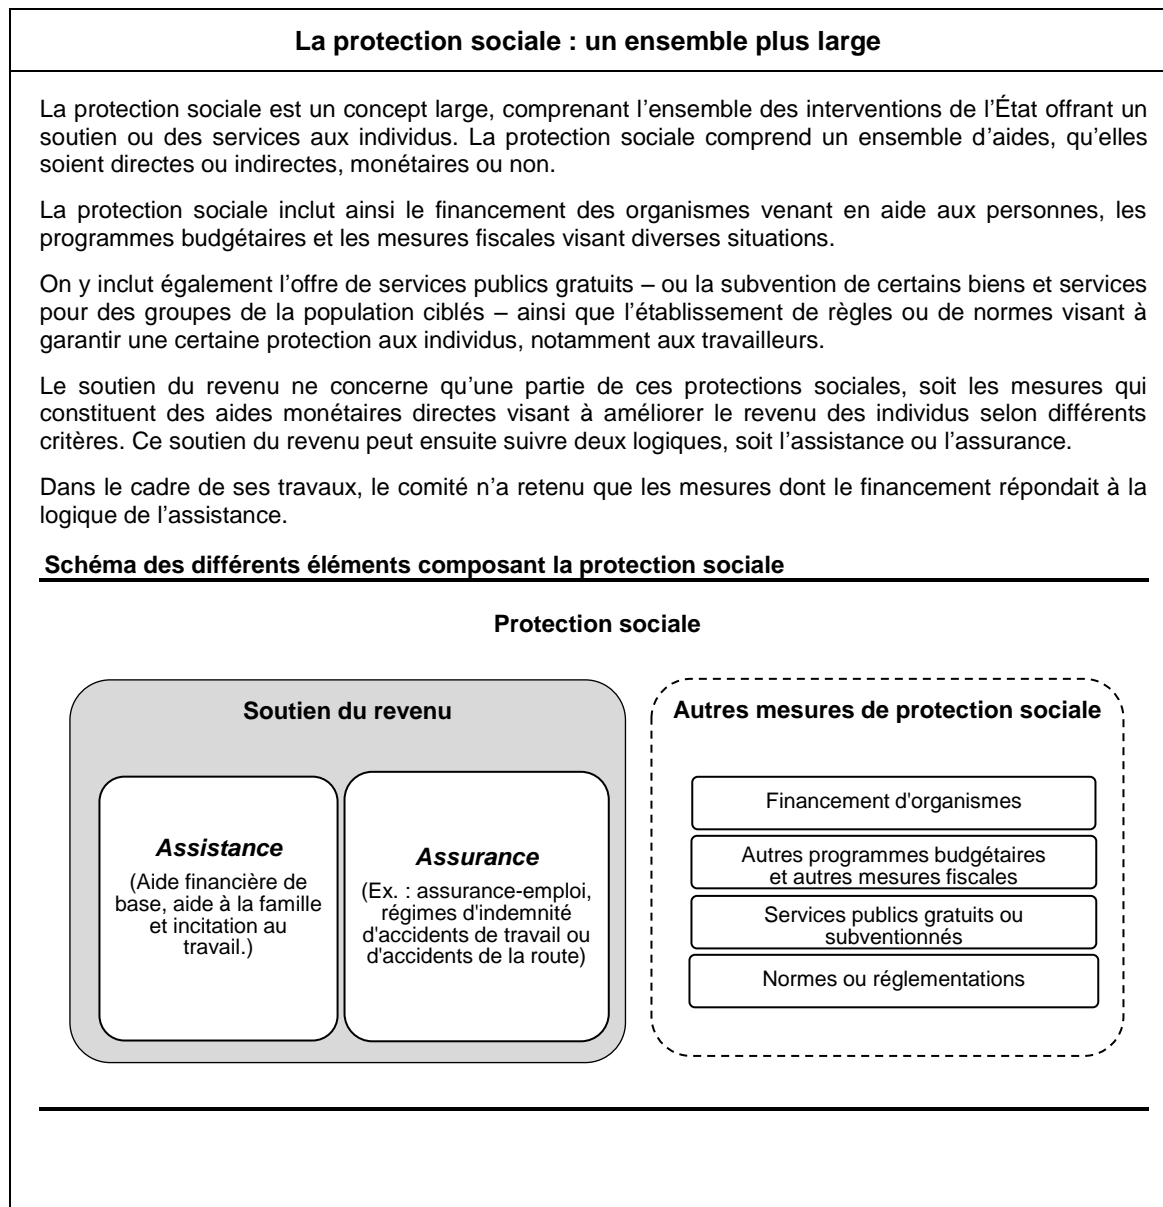 La protection sociale : un ensemble plus large
La protection sociale est un concept large, comprenant l’ensemble des interventions de l’État offrant un
soutien ou des services aux individus. La protection sociale comprend un ensemble d’aides, qu’elles
soient directes ou indirectes, monétaires ou non.
La protection sociale inclut ainsi le financement des organismes venant en aide aux personnes, les
programmes budgétaires et les mesures fiscales visant diverses situations.
On y inclut également l’offre de services publics gratuits – ou la subvention de certains biens et services
pour des groupes de la population ciblés – ainsi que l’établissement de règles ou de normes visant à
garantir une certaine protection aux individus, notamment aux travailleurs.
Le soutien du revenu ne concerne qu’une partie de ces protections sociales, soit les mesures qui
constituent des aides monétaires directes visant à améliorer le revenu des individus selon différents
critères. Ce soutien du revenu peut ensuite suivre deux logiques, soit l’assistance ou l’assurance.
Dans le cadre de ses travaux, le comité n’a retenu que les mesures dont le financement répondait à la
logique de l’assistance.
Schéma des différents éléments composant la protection sociale
Protection sociale
Soutien du revenu
Assistance
(Aide financière de
base, aide à la famille
et incitation au
travail.)
Assurance
(Ex. : assurance-emploi,
régimes d'indemnité
d'accidents de travail ou
d'accidents de la route)
Autres mesures de protection sociale
Financement d'organismes
Autres programmes budgétaires
et autres mesures fiscales
Services publics gratuits ou
subventionnés
Normes ou réglementations